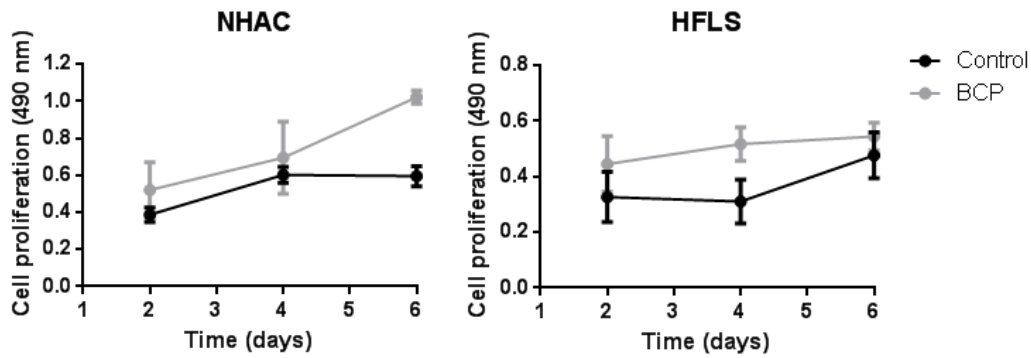 NHAC
Cell proliferation (490 nm)
1.2
1.0
0.8
0.6
0.4
0.2
0.0
1 2 3 4 5 6
Time (days)
HFLS
Cell proliferation (490 nm)
0.8
0.6
0.4
0.2
0.0
1 2 3 4 5 6
Time (days)
Control
BCP